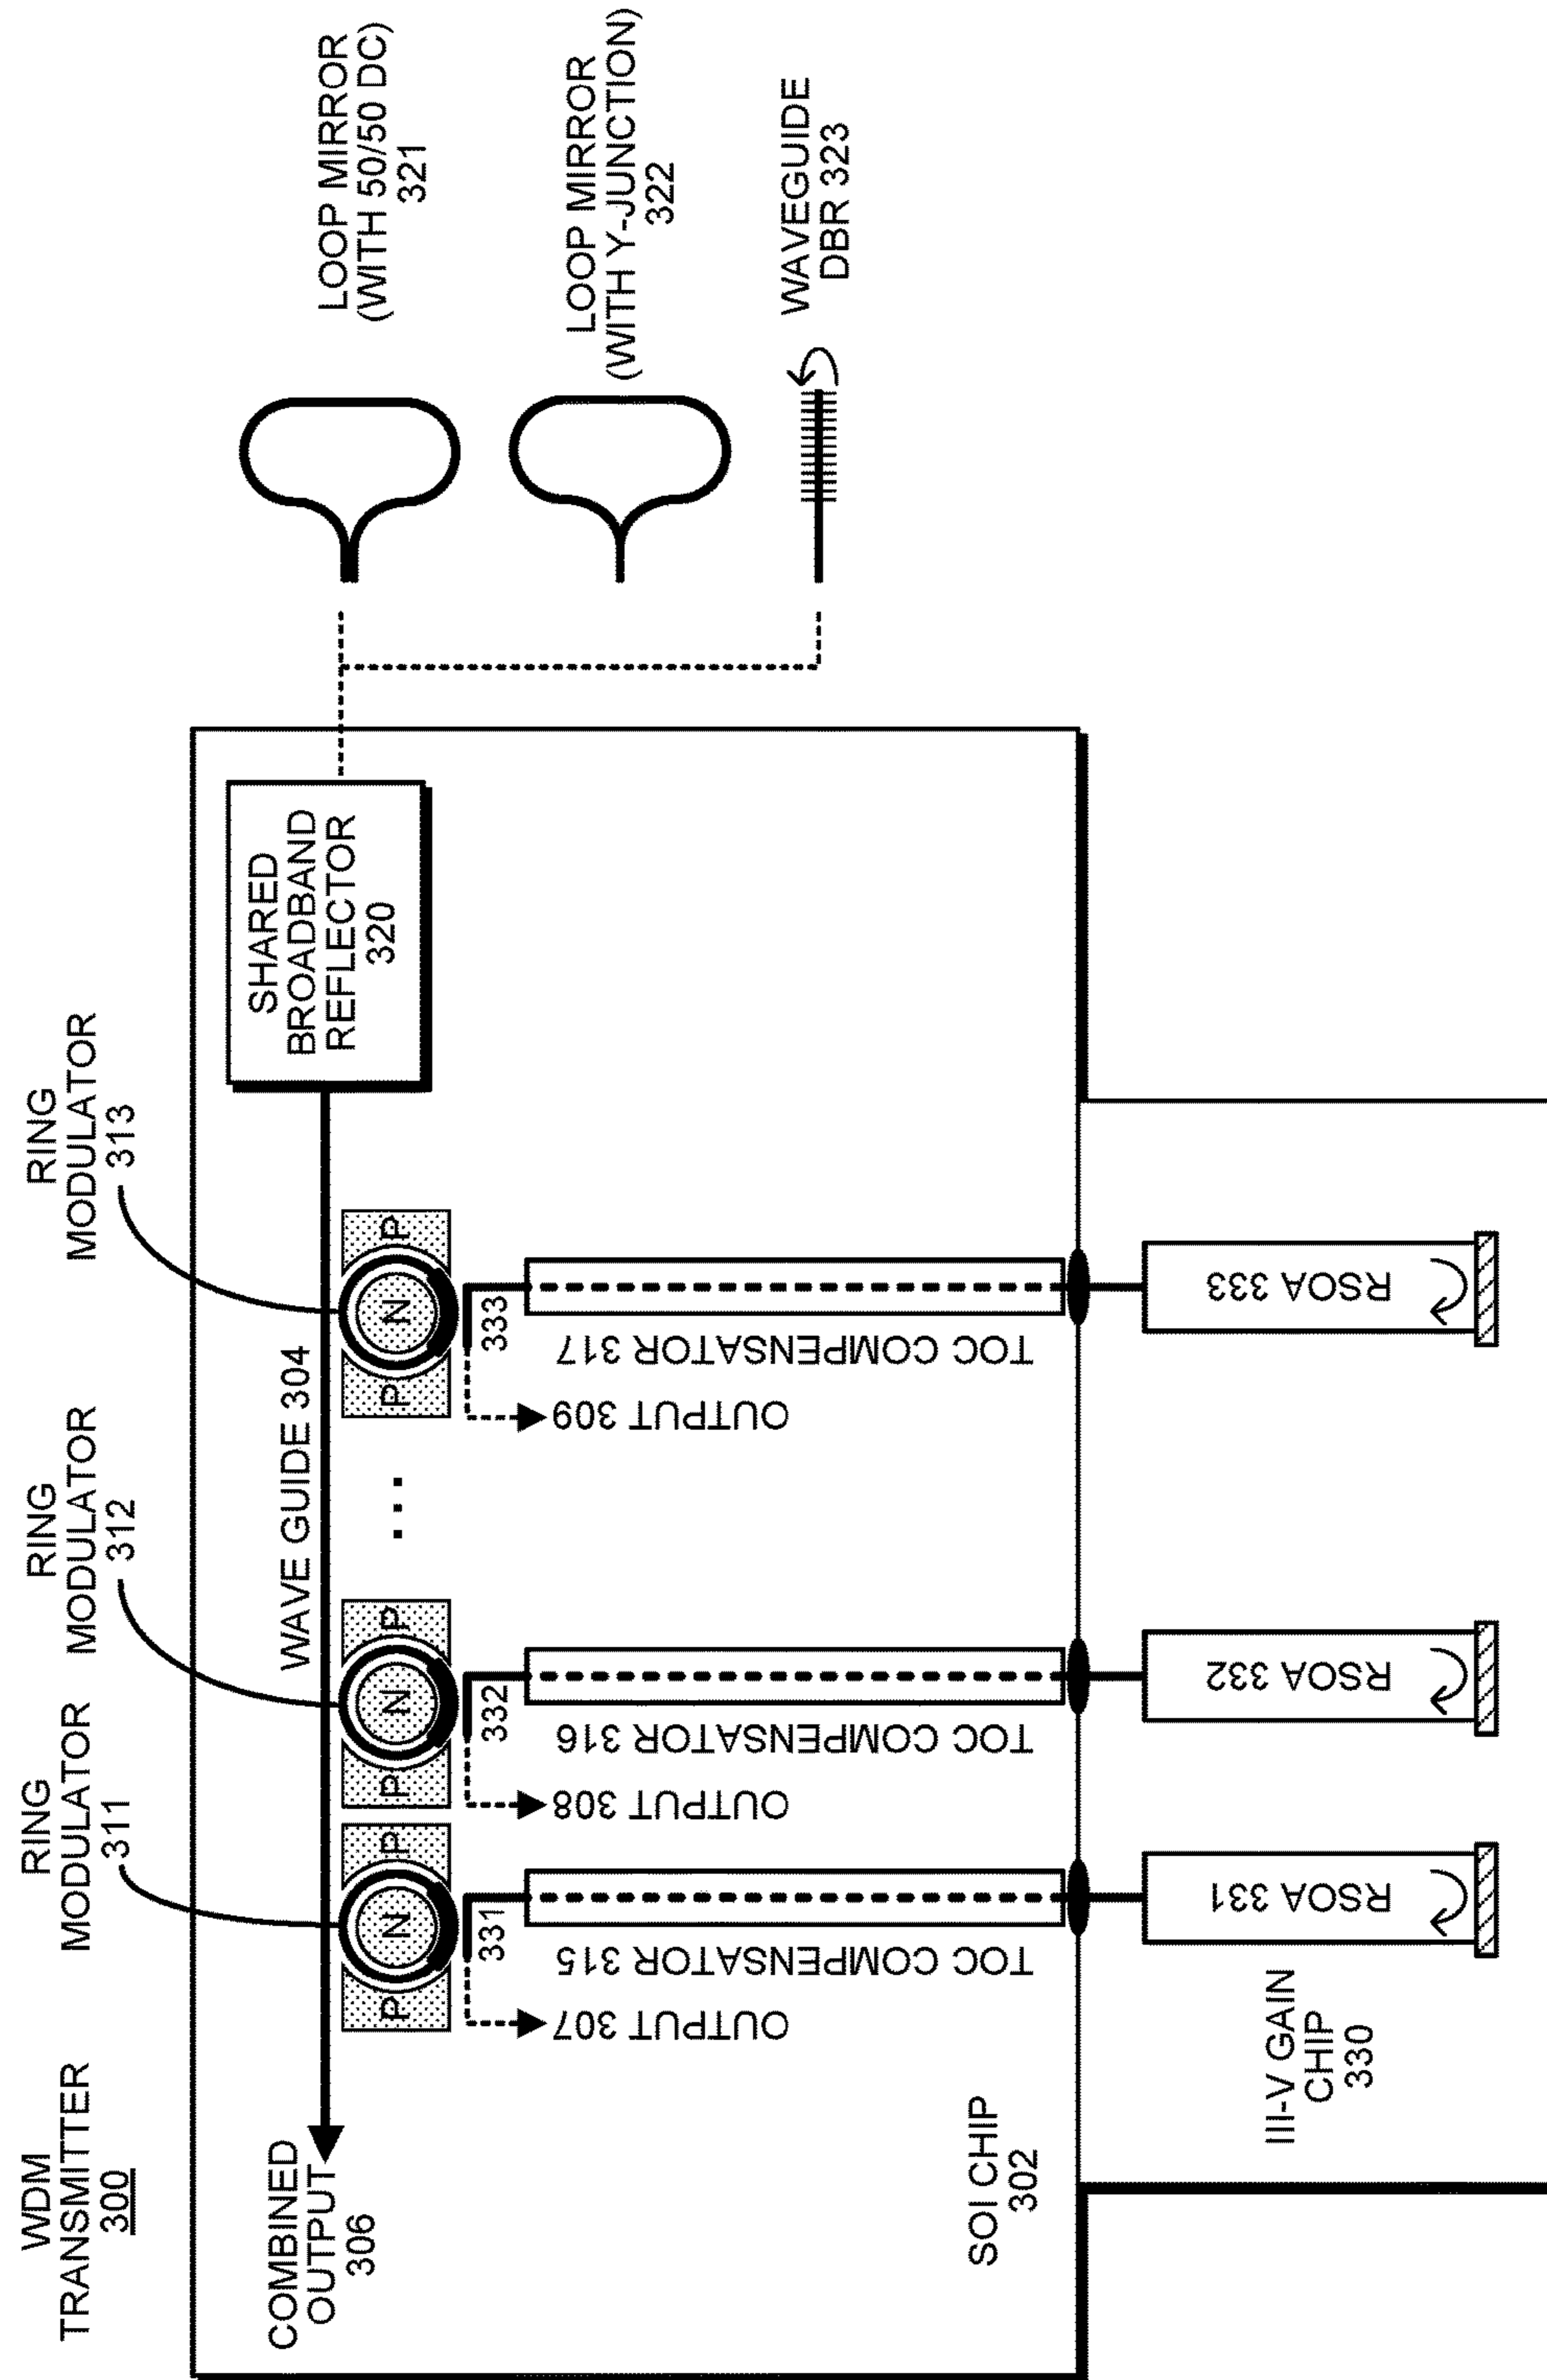 WDM
TRANSMITTER
300
RING
MODULATOR
311
RING
MODULATOR
312
RING
MODULATOR
313
COMBINED
OUTPUT
306
WAVE GUIDE 304
SHARED
BROADBAND
REFLECTOR
320
LOOP MIRROR
(WITH 50/50 DC)
321
LOOP MIRROR
(WITH Y-JUNCTION)
322
WAVEGUIDE
DBR 323
P N P
P N P
...
P N P
331
332
333
OUTPUT 307
TOC COMPENSATOR 315
OUTPUT 308
TOC COMPENSATOR 316
OUTPUT 309
TOC COMPENSATOR 317
SOI CHIP
302
III-V GAIN
CHIP
330
RSOA 331
RSOA 332
RSOA 333